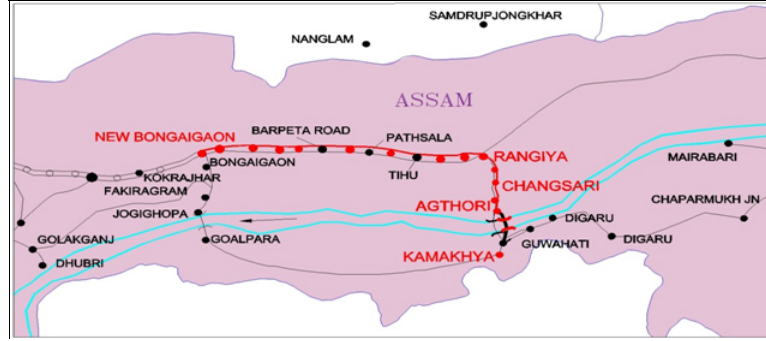 SAMDRUPJONGKHAR
NANGLAM
ASSAM
NEW BONGAIGAON
BARPETA ROAD
PATHSALA
BONGAIGAON
TIHU
RANGIYA
MAIRABARI
KOKRAJHAR
FAKIRAGRAM
CHANGSARI
JOGIGHOPA
AGTHORI
DIGARU
CHAPARMUKH JN
GOLAKGANJ
GOALPARA
GUWAHATI
DIGARU
DHUBRI
KAMAKHYA